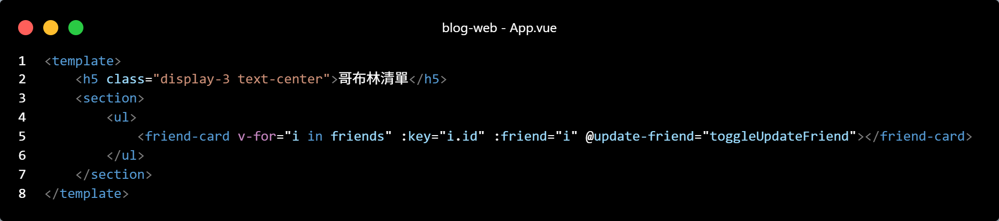 blog-web - App.vue
1 <template>
2     <h5 class="display-3 text-center">哥布林清單</h5>
3     <section>
4         <ul>
5             <friend-card v-for="i in friends" :key="i.id" :friend="i" @update-friend="toggleUpdateFriend"></friend-card>
6         </ul>
7     </section>
8 </template>